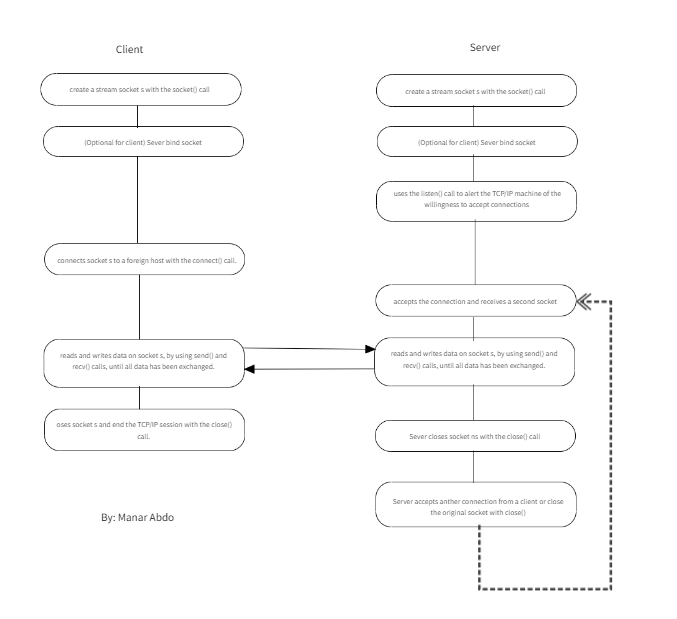 Client
create a stream socket s with the socket() call
(Optional for client) Sever bind socket
connects socket s to a foreign host with the connect() call.
reads and writes data on socket s, by using send() and
recv() calls, until all data has been exchanged.
oses socket s and end the TCP/IP session with the close()
call.
By: Manar Abdo
Server
create a stream socket s with the socket() call
(Optional for client) Sever bind socket
uses the listen() call to alert the TCP/IP machine of the
willingness to accept connections
accepts the connection and receives a second socket
reads and writes data on socket s, by using send() and
recv() calls, until all data has been exchanged.
Sever closes socket ns with the close() call
Server accepts anther connection from a client or close
the original socket with close()